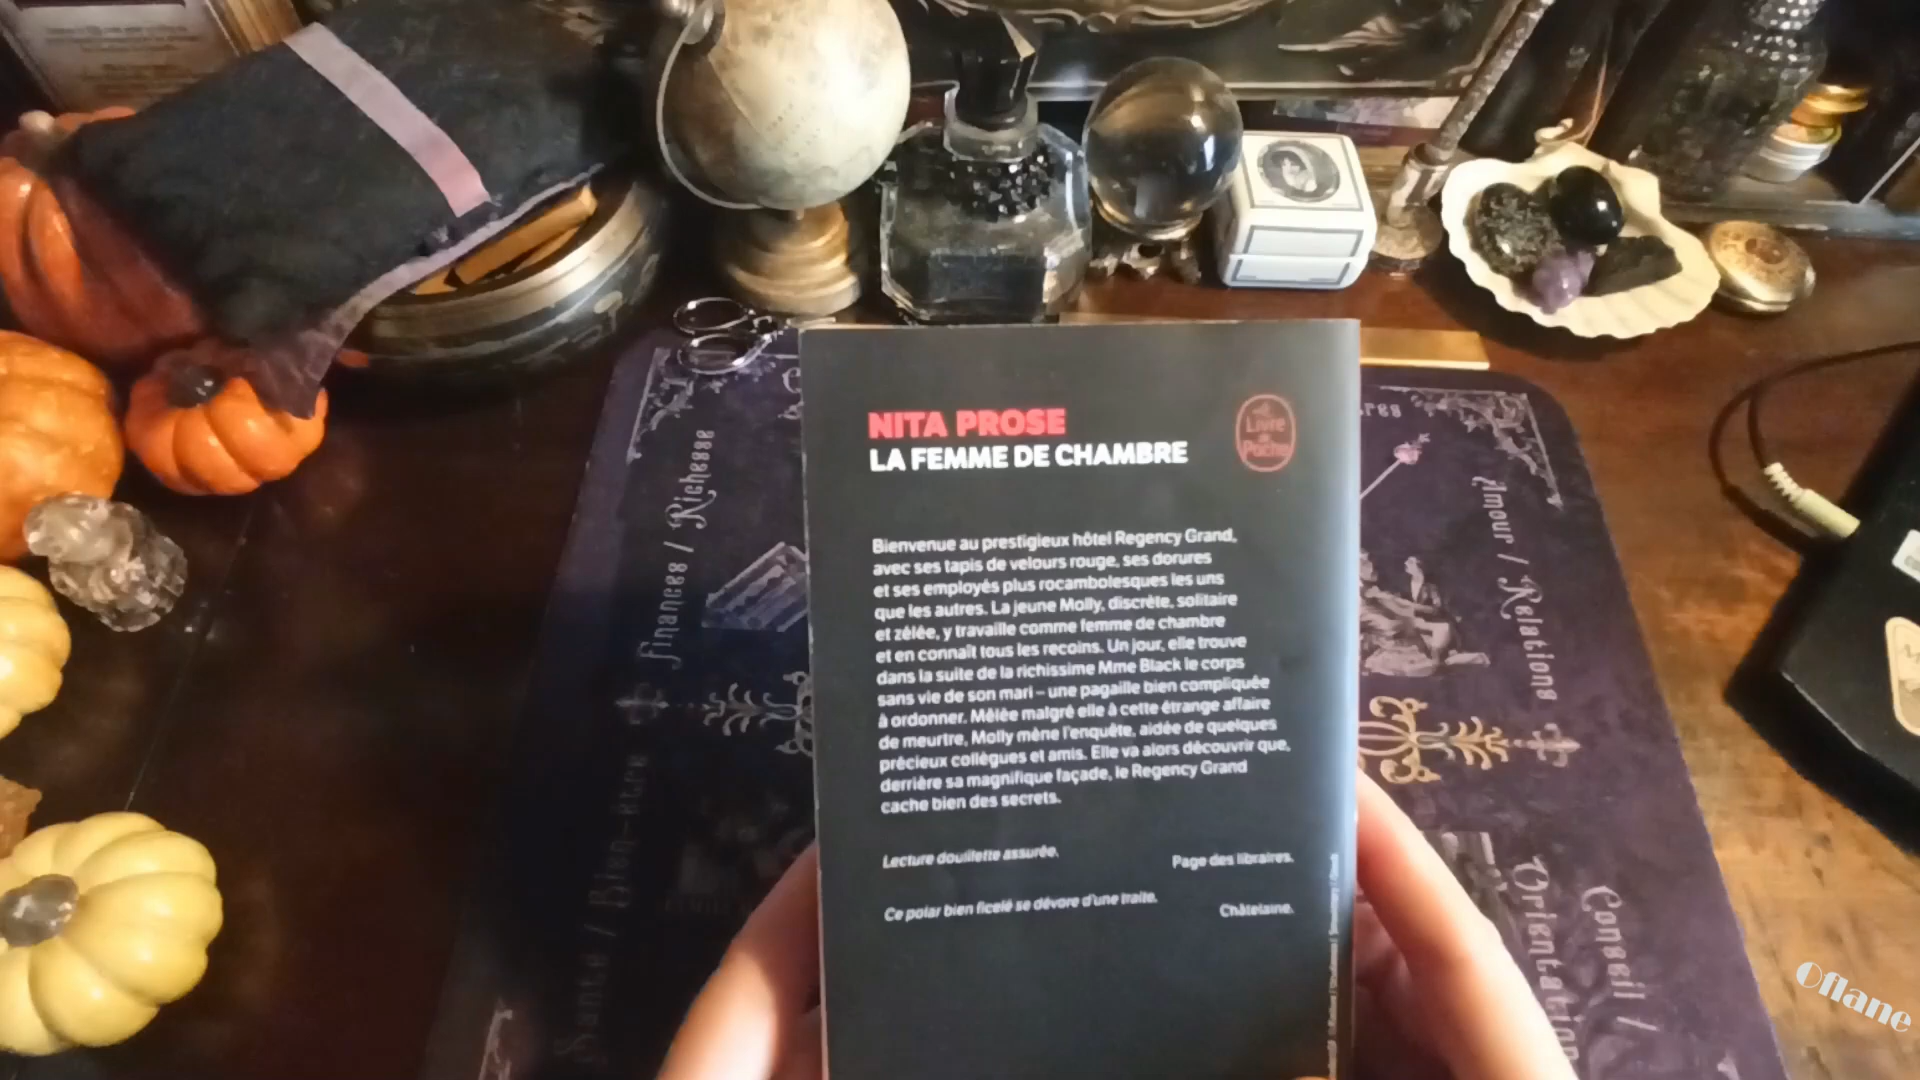 NITA PROSE
LA FEMME DE CHAMBRE
Le
Livre
de
Poche
Bienvenue au prestigieux hôtel Regency Grand,
avec ses tapis de velours rouge, ses dorures
et ses employés plus rocambolesques les uns
que les autres. La jeune Molly, discrète, solitaire
et zélée, y travaille comme femme de chambre
et en connaît tous les recoins. Un jour, elle trouve
dans la suite de la richissime Mme Black le corps
sans vie de son mari – une pagaille bien compliquée
à ordonner. Mêlée malgré elle à cette étrange affaire
de meurtre, Molly mène l'enquête, aidée de quelques
précieux collègues et amis. Elle va alors découvrir que,
derrière sa magnifique façade, le Regency Grand
cache bien des secrets.
Lecture douillette assurée.
Page des libraires.
Ce polar bien ficelé se dévore d'une traite.
Châtelaine.
Finances / Richesse
Santé / Bien-être
Amour / Relations
Conseil /
Orientation
Oflane